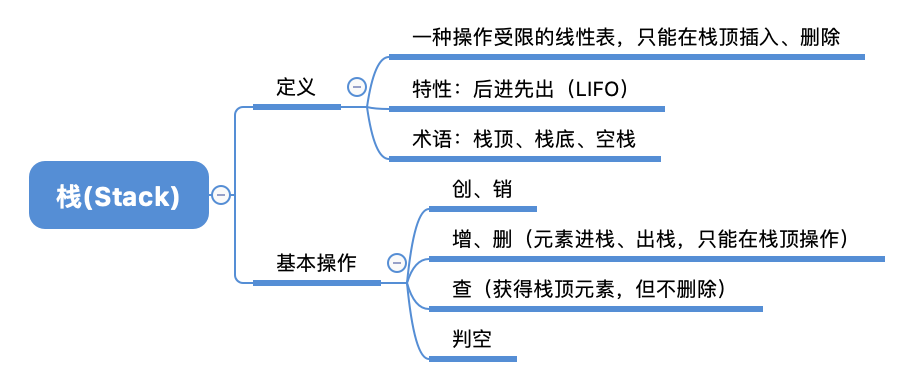 栈(Stack)
定义
一种操作受限的线性表，只能在栈顶插入、删除
特性：后进先出（LIFO）
术语：栈顶、栈底、空栈
基本操作
创、销
增、删（元素进栈、出栈，只能在栈顶操作）
查（获得栈顶元素，但不删除）
判空